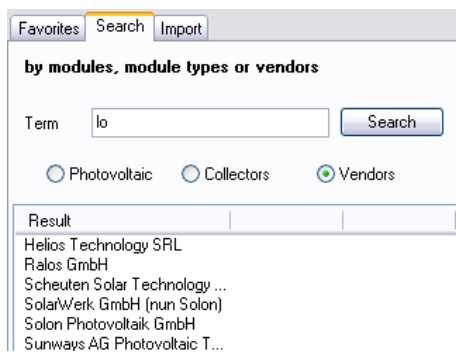 Favorites Search Import
by modules, module types or vendors
Term lo Search
Photovoltaic Collectors Vendors
Result
Helios Technology SRL
Ralos GmbH
Scheuten Solar Technology ...
SolarWerk GmbH (nun Solon)
Solon Photovoltaik GmbH
Sunways AG Photovoltaic T...